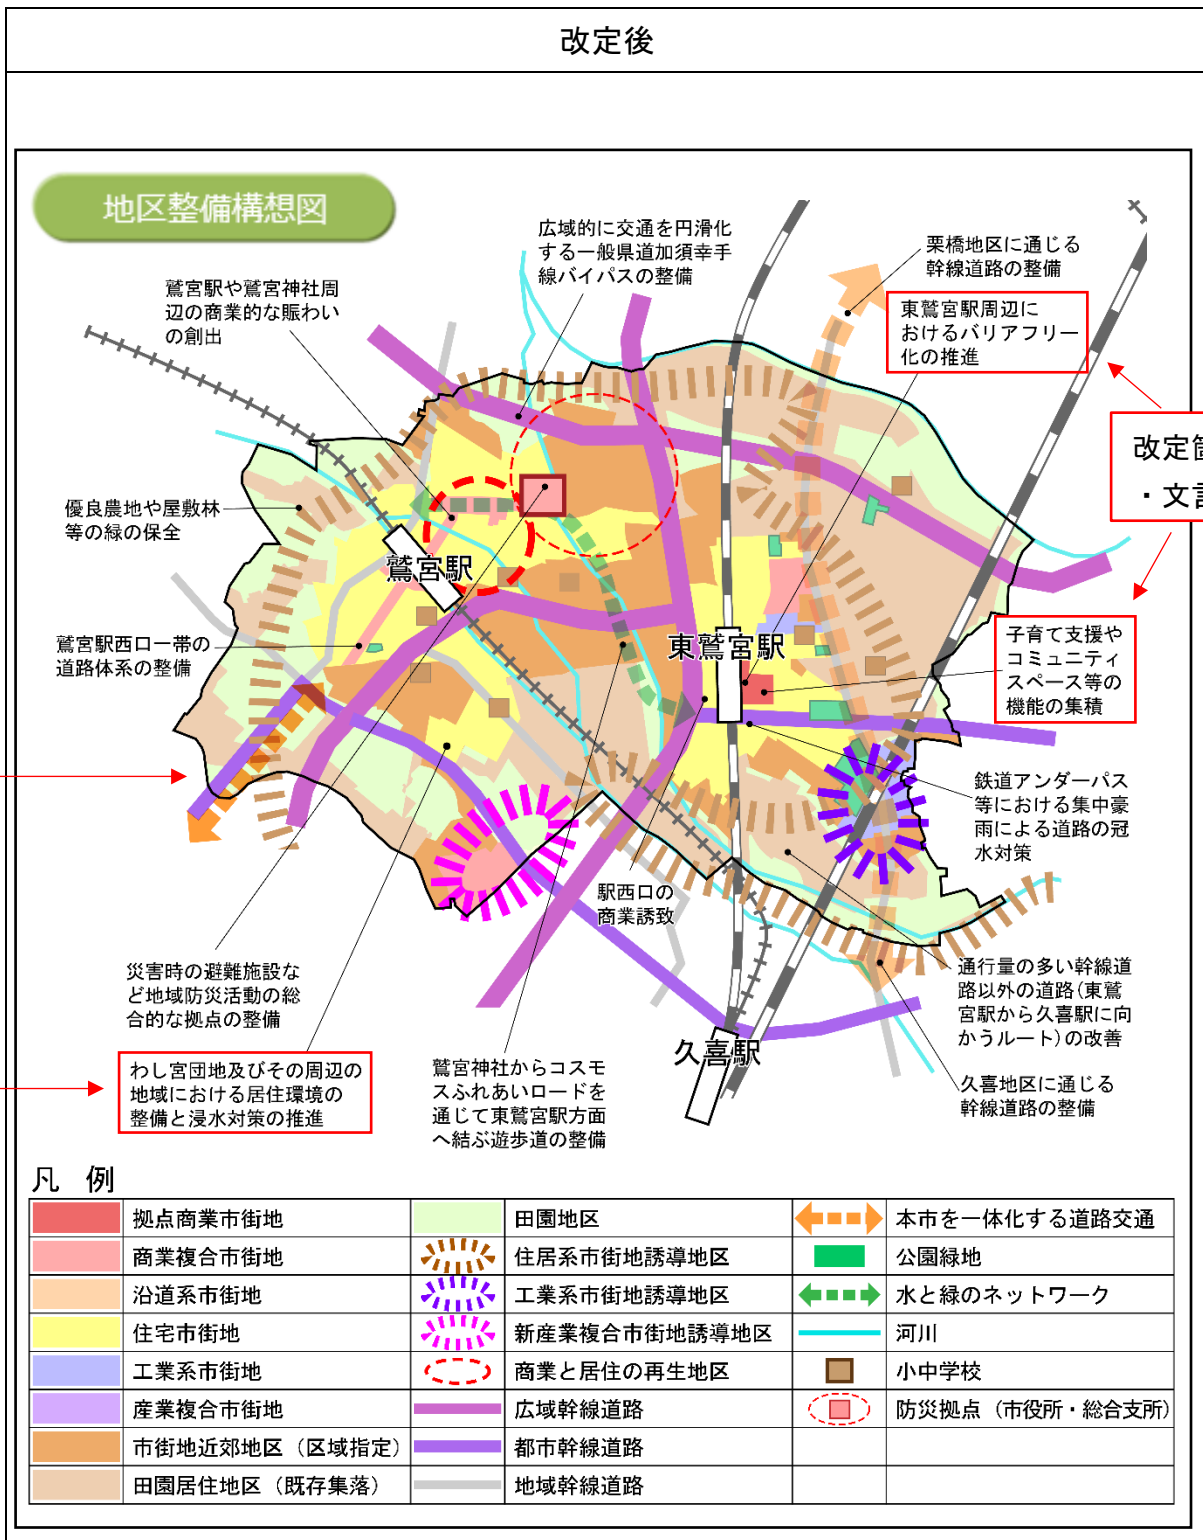 改定後
地区整備構想図
広域的に交通を円滑化
する一般県道加須幸手
線バイパスの整備
栗橋地区に通じる
幹線道路の整備
鷲宮駅や鷲宮神社周
辺の商業的な賑わい
の創出
東鷲宮駅周辺に
おけるバリアフリー
化の推進
改定箇
・文言
優良農地や屋敷林
等の緑の保全
鷲宮駅
鷲宮駅西口一帯の
道路体系の整備
東鷲宮駅
子育て支援や
コミュニティ
スペース等の
機能の集積
鉄道アンダーパス
等における集中豪
雨による道路の冠
水対策
駅西口の
商業誘致
災害時の避難施設な
ど地域防災活動の総
合的な拠点の整備
通行量の多い幹線道
路以外の道路（東鷲
宮駅から久喜駅に向
かうルート）の改善
わし宮団地及びその周辺の
地域における居住環境の
整備と浸水対策の推進
鷲宮神社からコスモ
スふれあいロードを
通じて東鷲宮駅方面
へ結ぶ遊歩道の整備
久喜駅
久喜地区に通じる
幹線道路の整備
凡 例
拠点商業市街地
田園地区
本市を一体化する道路交通
商業複合市街地
住居系市街地誘導地区
公園緑地
沿道系市街地
工業系市街地誘導地区
水と緑のネットワーク
住宅市街地
新産業複合市街地誘導地区
河川
工業系市街地
商業と居住の再生地区
小中学校
産業複合市街地
広域幹線道路
防災拠点（市役所・総合支所）
市街地近郊地区（区域指定）
都市幹線道路
田園居住地区（既存集落）
地域幹線道路